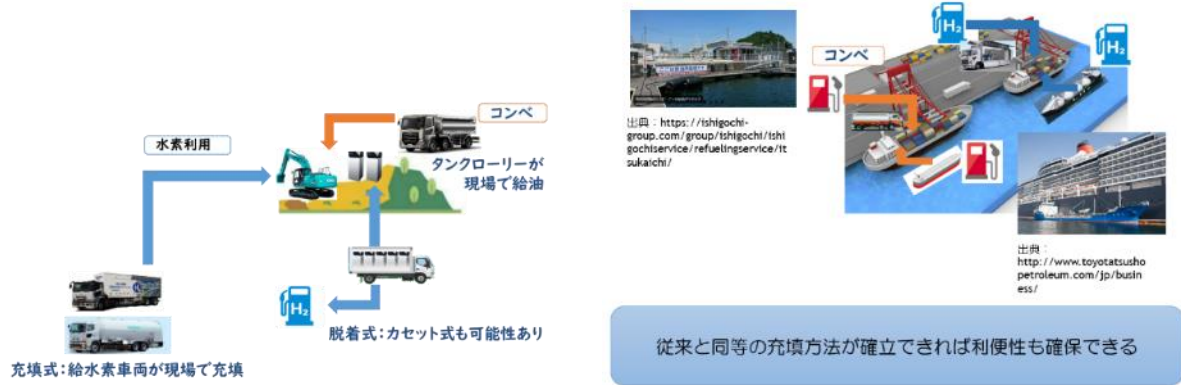 水素利用
コンベ
タンクローリーが
現場で給油
H₂
脱着式:カセット式も可能性あり
充填式:給水素車両が現場で充填
H₂
H₂
コンベ
出典:https://ishigochi-
group.com/group/ishigochi/ishi
gochiservice/refuelingservice/it
sukaichi/
出典:
http://www.toyotatsusho
petroleum.com/jp/busin
ess/
従来と同等の充填方法が確立できれば利便性も確保できる